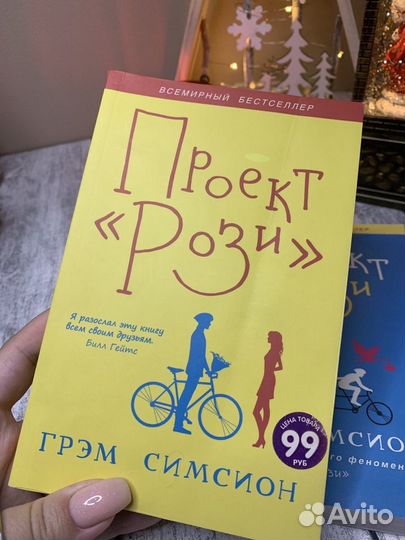 ВСЕМИРНЫЙ БЕСТСЕЛЛЕР
Проект
«Рози»
Я разослал эту книгу
всем своим друзьям.
Билл Гейтс
ГРЭМ СИМСИОН
ЦЕНА ТОВАРА
99
РУБ
Avito